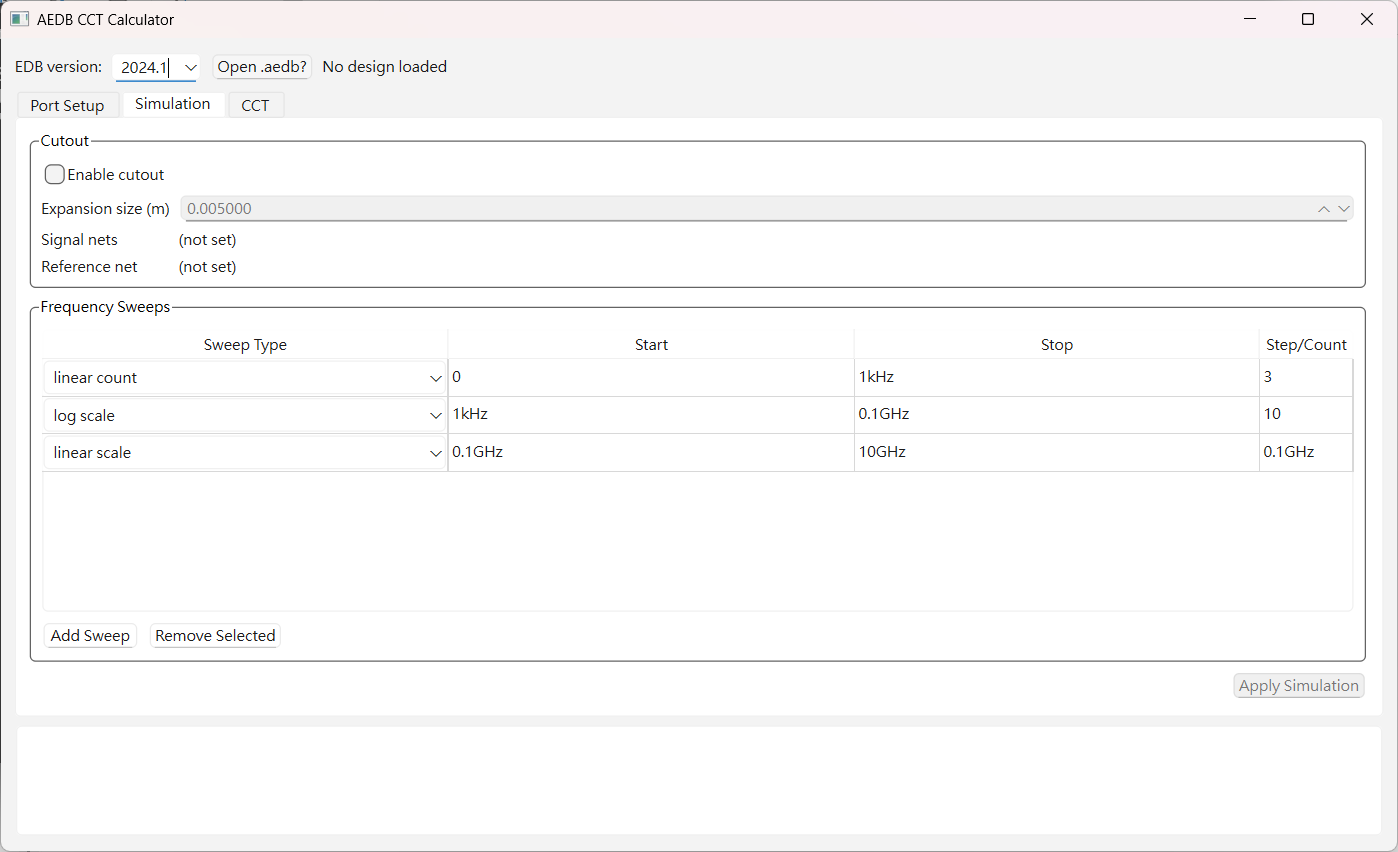 AEDB CCT Calculator
EDB version: 2024.1 Open .aedb? No design loaded
Port Setup Simulation CCT
Cutout
Enable cutout
Expansion size (m) 0.005000
Signal nets (not set)
Reference net (not set)
Frequency Sweeps
Sweep Type Start Stop Step/Count
linear count 0 1kHz 3
log scale 1kHz 0.1GHz 10
linear scale 0.1GHz 10GHz 0.1GHz
Add Sweep Remove Selected
Apply Simulation